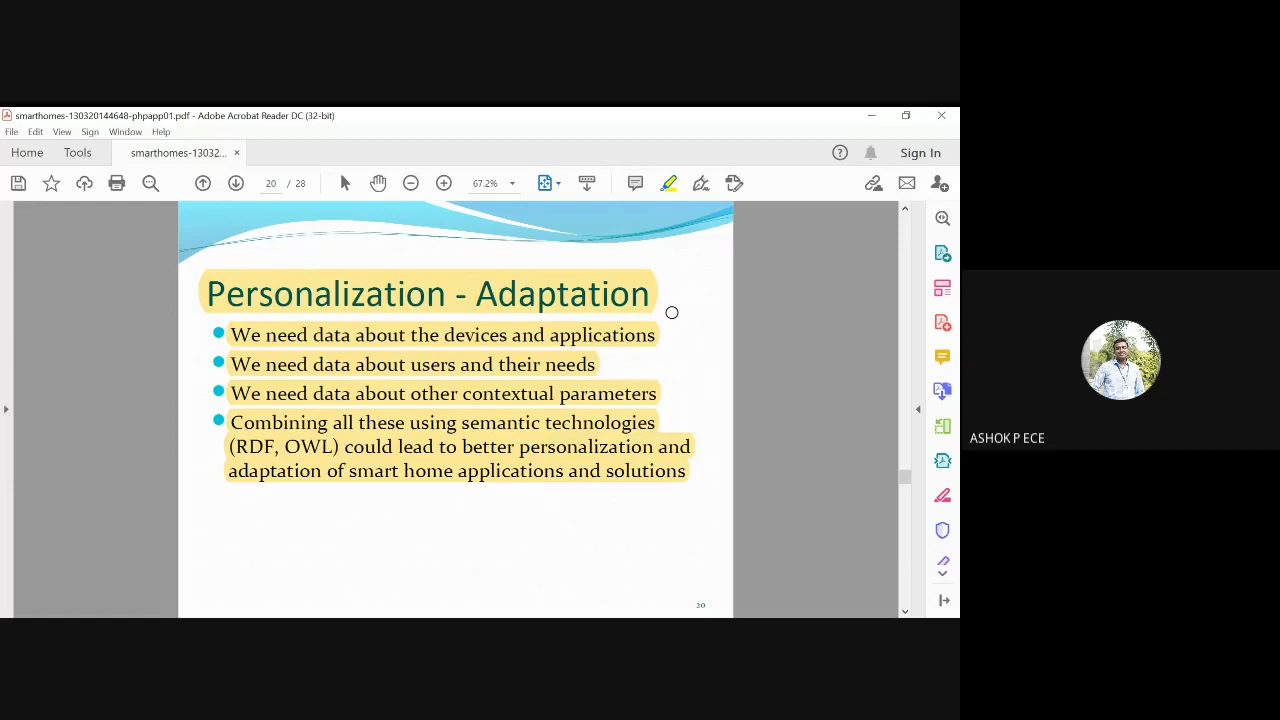 smarthomes-130320144648-phpapp01.pdf - Adobe Acrobat Reader DC (32-bit)
File Edit View Sign Window Help
Home Tools smarthomes-13032... × Sign In
20 / 28 67.2%
Personalization - Adaptation
We need data about the devices and applications
We need data about users and their needs
We need data about other contextual parameters
Combining all these using semantic technologies
(RDF, OWL) could lead to better personalization and
adaptation of smart home applications and solutions
20
ASHOK P ECE